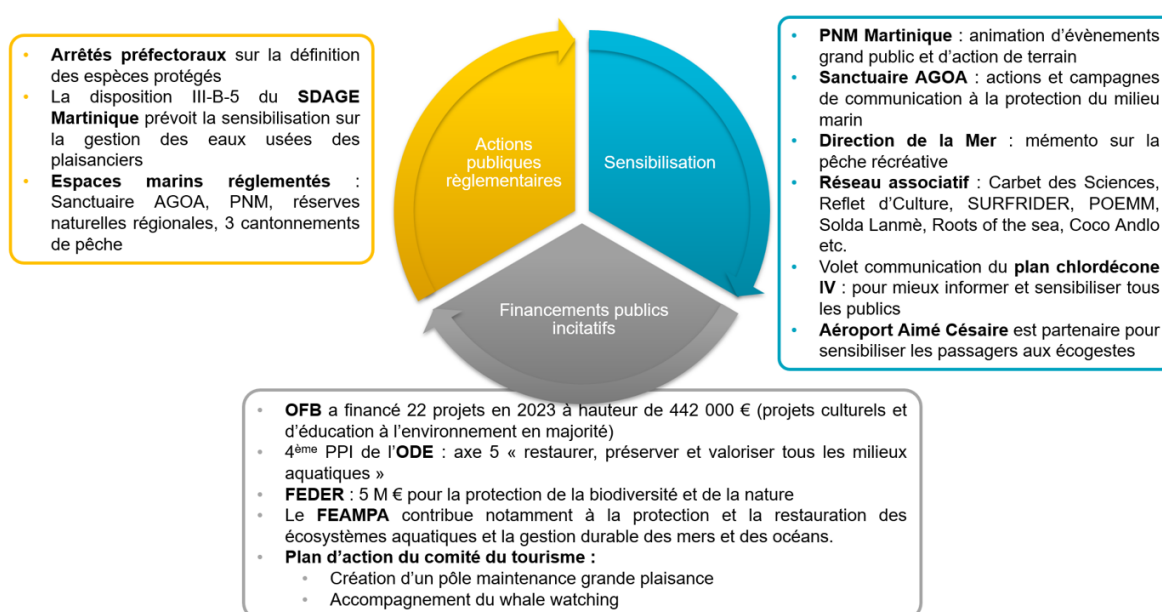 Arrêtés préfectoraux sur la définition
des espèces protégés
La disposition III-B-5 du SDAGE
Martinique prévoit la sensibilisation sur
la gestion des eaux usées des
plaisanciers
Espaces marins réglementés :
Sanctuaire AGOA, PNM, réserves
naturelles régionales, 3 cantonnements
de pêche
Actions
publiques
règlementaires
Sensibilisation
Financements publics
incitatifs
PNM Martinique : animation d’évènements
grand public et d’action de terrain
Sanctuaire AGOA : actions et campagnes
de communication à la protection du milieu
marin
Direction de la Mer : mémento sur la
pêche récréative
Réseau associatif : Carbet des Sciences,
Reflet d’Culture, SURFRIDER, POEMM,
Solda Lanmè, Roots of the sea, Coco Andlo
etc.
Volet communication du plan chlordécone
IV : pour mieux informer et sensibiliser tous
les publics
Aéroport Aimé Césaire est partenaire pour
sensibiliser les passagers aux écogestes
OFB a financé 22 projets en 2023 à hauteur de 442 000 € (projets culturels et
d’éducation à l’environnement en majorité)
4ème PPI de l’ODE : axe 5 « restaurer, préserver et valoriser tous les milieux
aquatiques »
FEDER : 5 M € pour la protection de la biodiversité et de la nature
Le FEAMPA contribue notamment à la protection et la restauration des
écosystèmes aquatiques et la gestion durable des mers et des océans.
Plan d’action du comité du tourisme :
Création d’un pôle maintenance grande plaisance
Accompagnement du whale watching